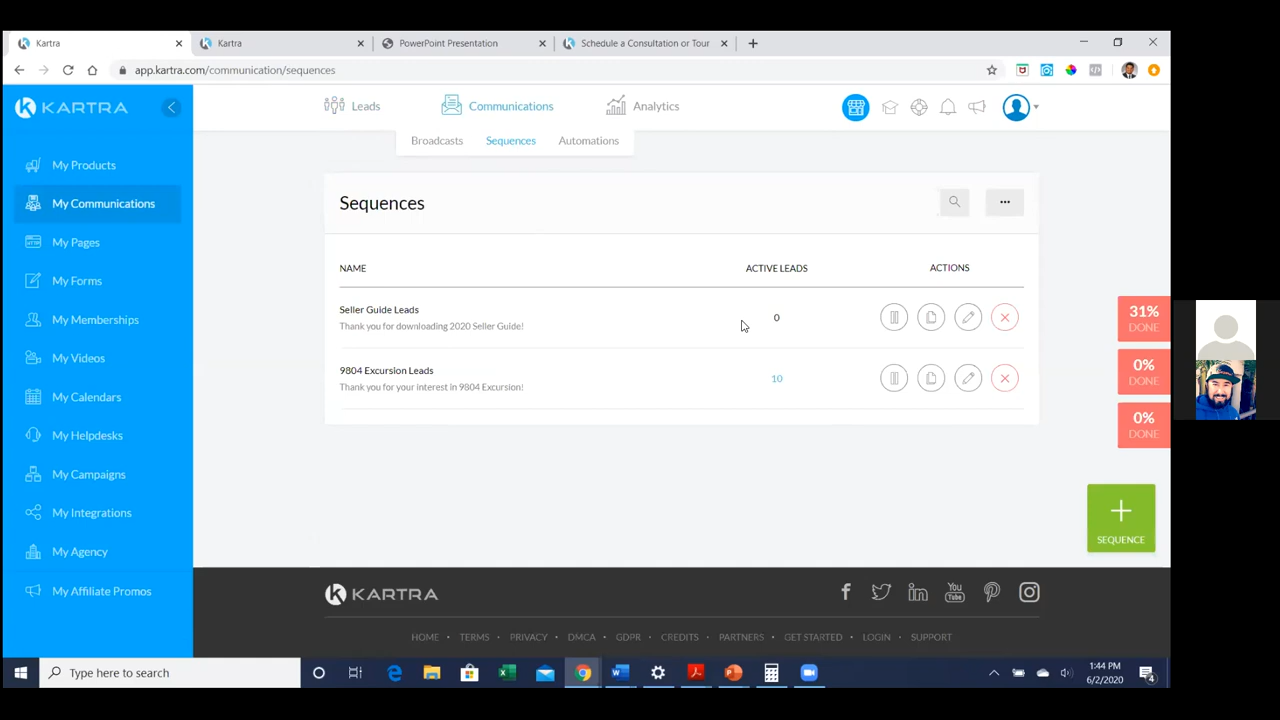 Kartra
Kartra
PowerPoint Presentation
Schedule a Consultation or Tour
app.kartra.com/communication/sequences
KARTRA
Leads
Communications
Analytics
Broadcasts
Sequences
Automations
My Products
My Communications
My Pages
My Forms
My Memberships
My Videos
My Calendars
My Helpdesks
My Campaigns
My Integrations
My Agency
My Affiliate Promos
Sequences
NAME
ACTIVE LEADS
ACTIONS
Seller Guide Leads
Thank you for downloading 2020 Seller Guide!
0
9804 Excursion Leads
Thank you for your interest in 9804 Excursion!
10
31%
DONE
0%
DONE
0%
DONE
SEQUENCE
KARTRA
You
Tube
HOME • TERMS • PRIVACY • DMCA • GDPR • CREDITS • PARTNERS • GET STARTED • LOGIN • SUPPORT
Type here to search
1:44 PM
6/2/2020
4